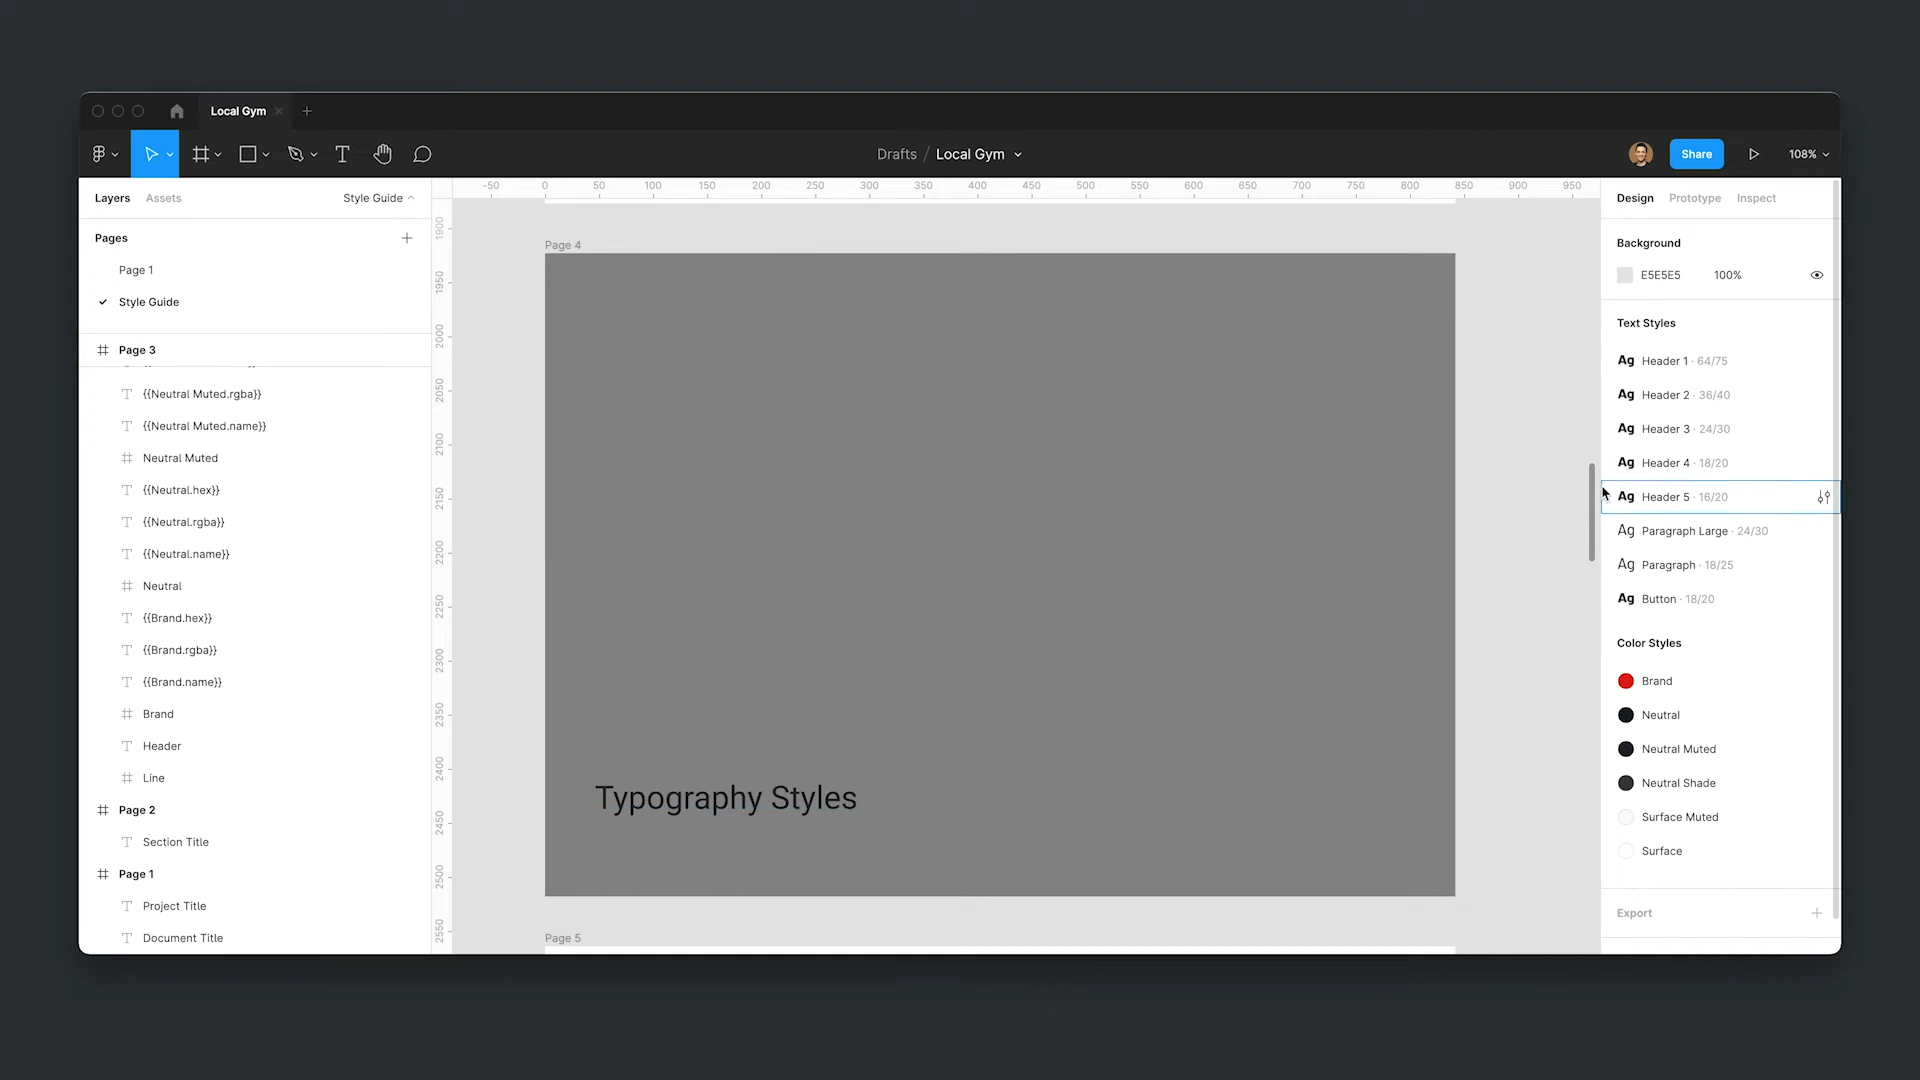 Local Gym
Drafts / Local Gym
Share
108%
Layers
Assets
Style Guide
Pages
Page 1
Style Guide
Page 3
{{Neutral Muted.rgba}}
{{Neutral Muted.name}}
Neutral Muted
{{Neutral.hex}}
{{Neutral.rgba}}
{{Neutral.name}}
Neutral
{{Brand.hex}}
{{Brand.rgba}}
{{Brand.name}}
Brand
Header
Line
Page 2
Section Title
Page 1
Project Title
Document Title
-50 0 50 100 150 200 250 300 350 400 450 500 550 600 650 700 750 800 850 900 950
1900
1950
2000
2050
2100
2150
2200
2250
2300
2350
2400
2450
2500
2550
Page 4
Typography Styles
Page 5
Design
Prototype
Inspect
Background
E5E5E5 100%
Text Styles
Ag Header 1 · 64/75
Ag Header 2 · 36/40
Ag Header 3 · 24/30
Ag Header 4 · 18/20
Ag Header 5 · 16/20
Ag Paragraph Large · 24/30
Ag Paragraph · 18/25
Ag Button · 18/20
Color Styles
Brand
Neutral
Neutral Muted
Neutral Shade
Surface Muted
Surface
Export